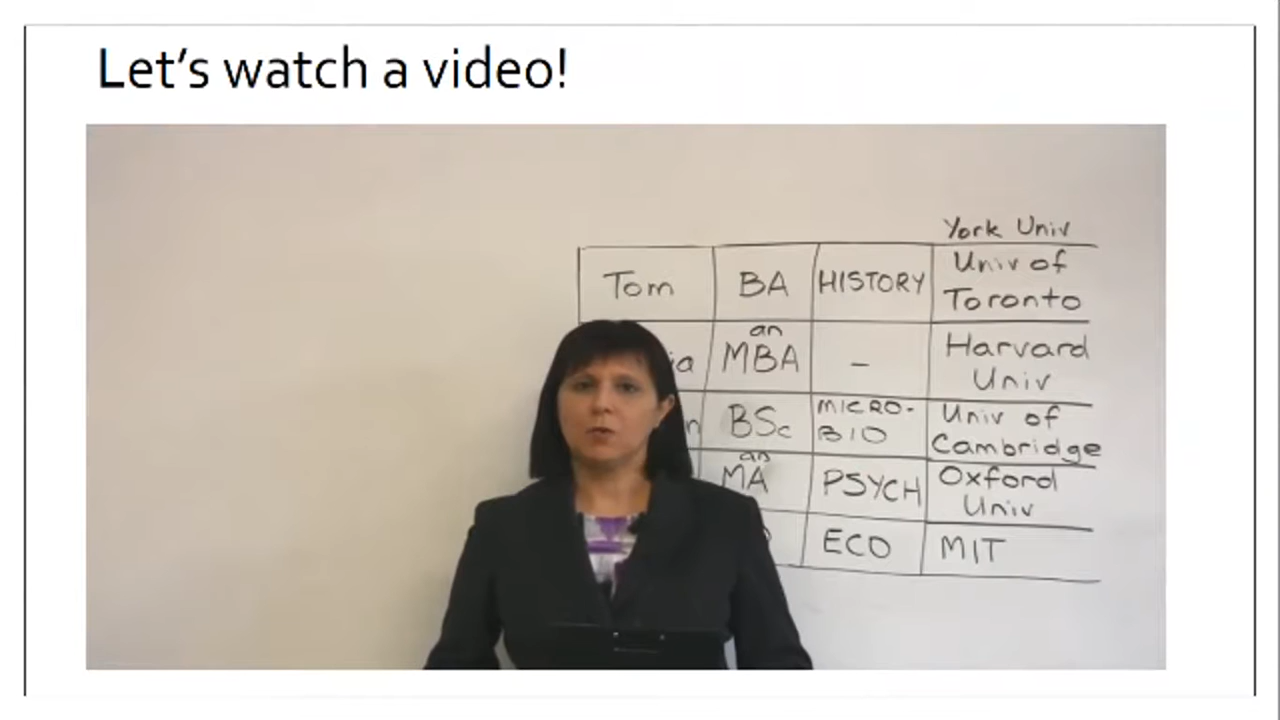 Let's watch a video!
York Univ
Tom BA HISTORY Univ of
Toronto
an
MBA – Harvard
Univ
BSc MICRO-
BIO Univ of
Cambridge
an
MA PSYCH Oxford
Univ
ECO MIT